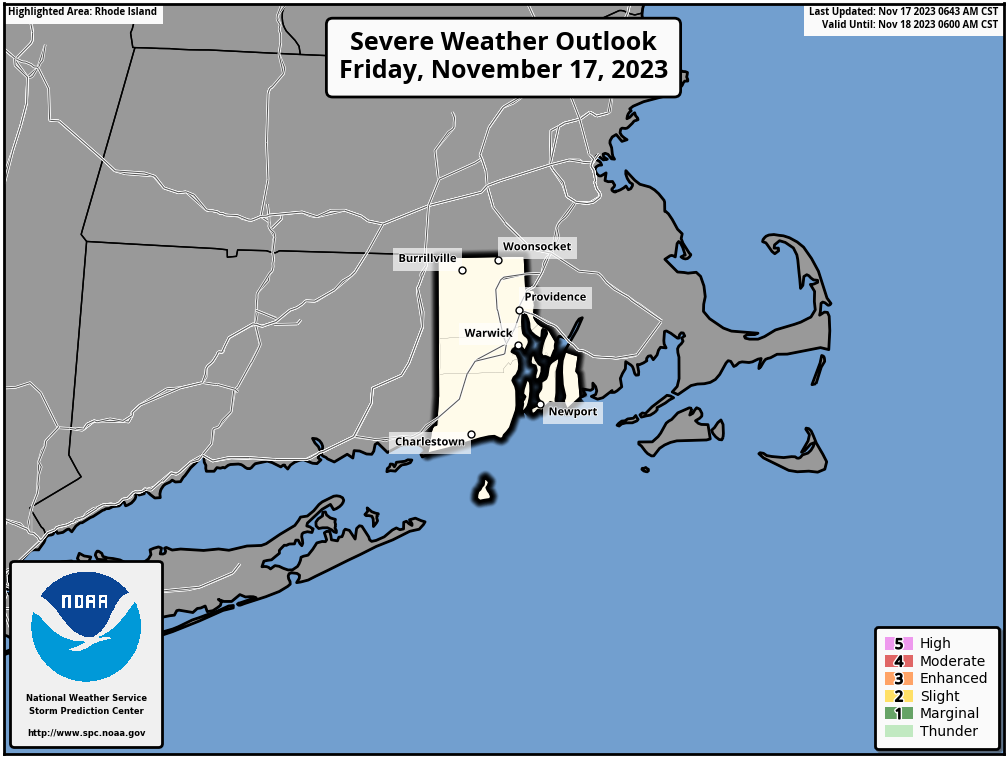 Highlighted Area: Rhode Island
Last Updated: Nov 17 2023 0643 AM CST
Valid Until: Nov 18 2023 0600 AM CST
Severe Weather Outlook
Friday, November 17, 2023
Woonsocket
Burrillville
Providence
Warwick
Newport
Charlestown
NOAA
National Weather Service
Storm Prediction Center
http://www.spc.noaa.gov
5 High
4 Moderate
3 Enhanced
2 Slight
1 Marginal
Thunder